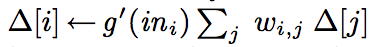 Δ[i] ← g′(in_i) ∑_j w_{i,j} Δ[j]